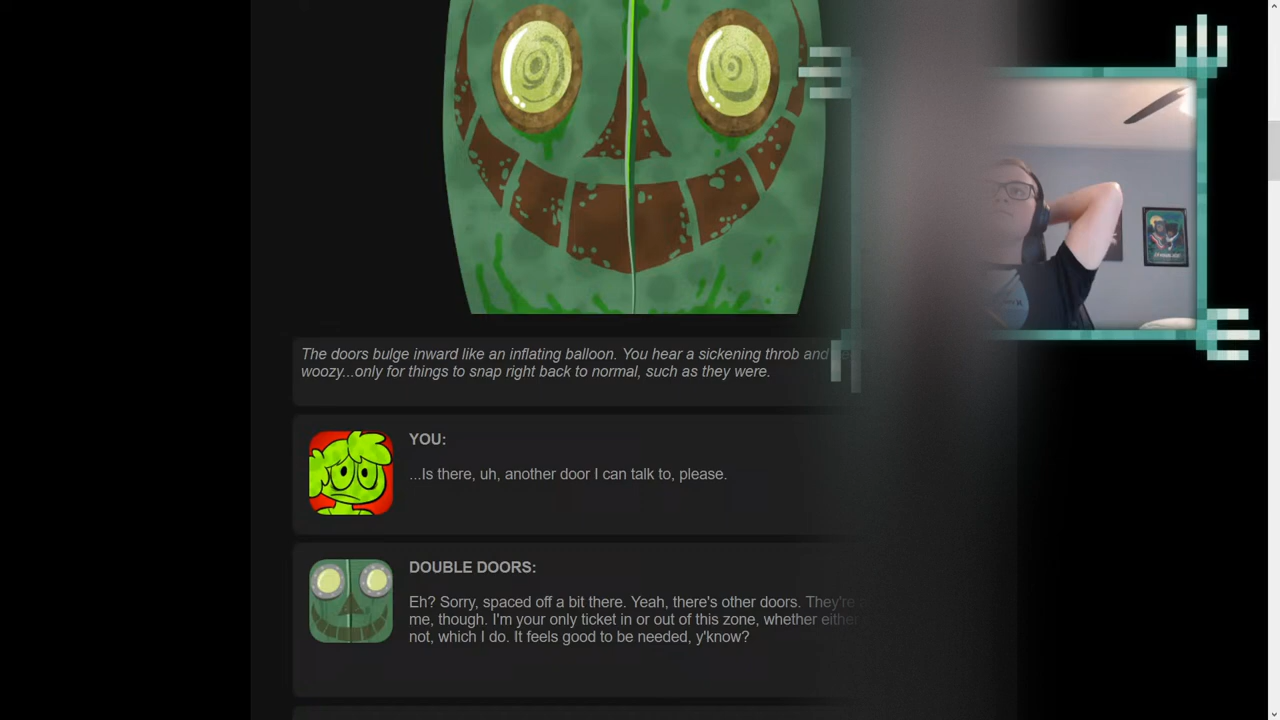 The doors bulge inward like an inflating balloon. You hear a sickening throb and
woozy...only for things to snap right back to normal, such as they were.
YOU:
...Is there, uh, another door I can talk to, please.
DOUBLE DOORS:
Eh? Sorry, spaced off a bit there. Yeah, there's other doors. They're
me, though. I'm your only ticket in or out of this zone, whether either
not, which I do. It feels good to be needed, y'know?